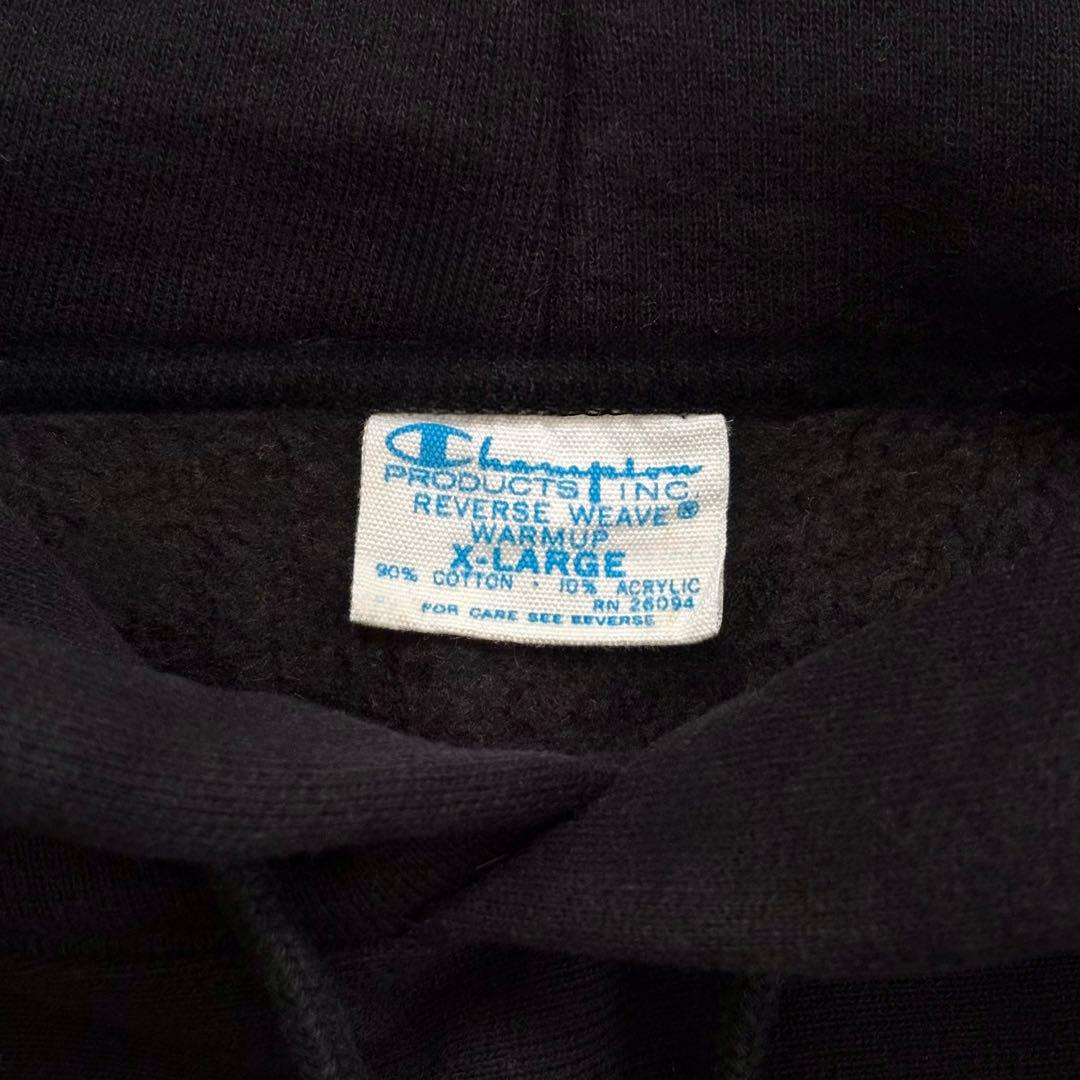 Champion
PRODUCTS INC
REVERSE WEAVE®
WARMUP
X-LARGE
90% COTTON · 10% ACRYLIC
RN 26094
FOR CARE SEE REVERSE